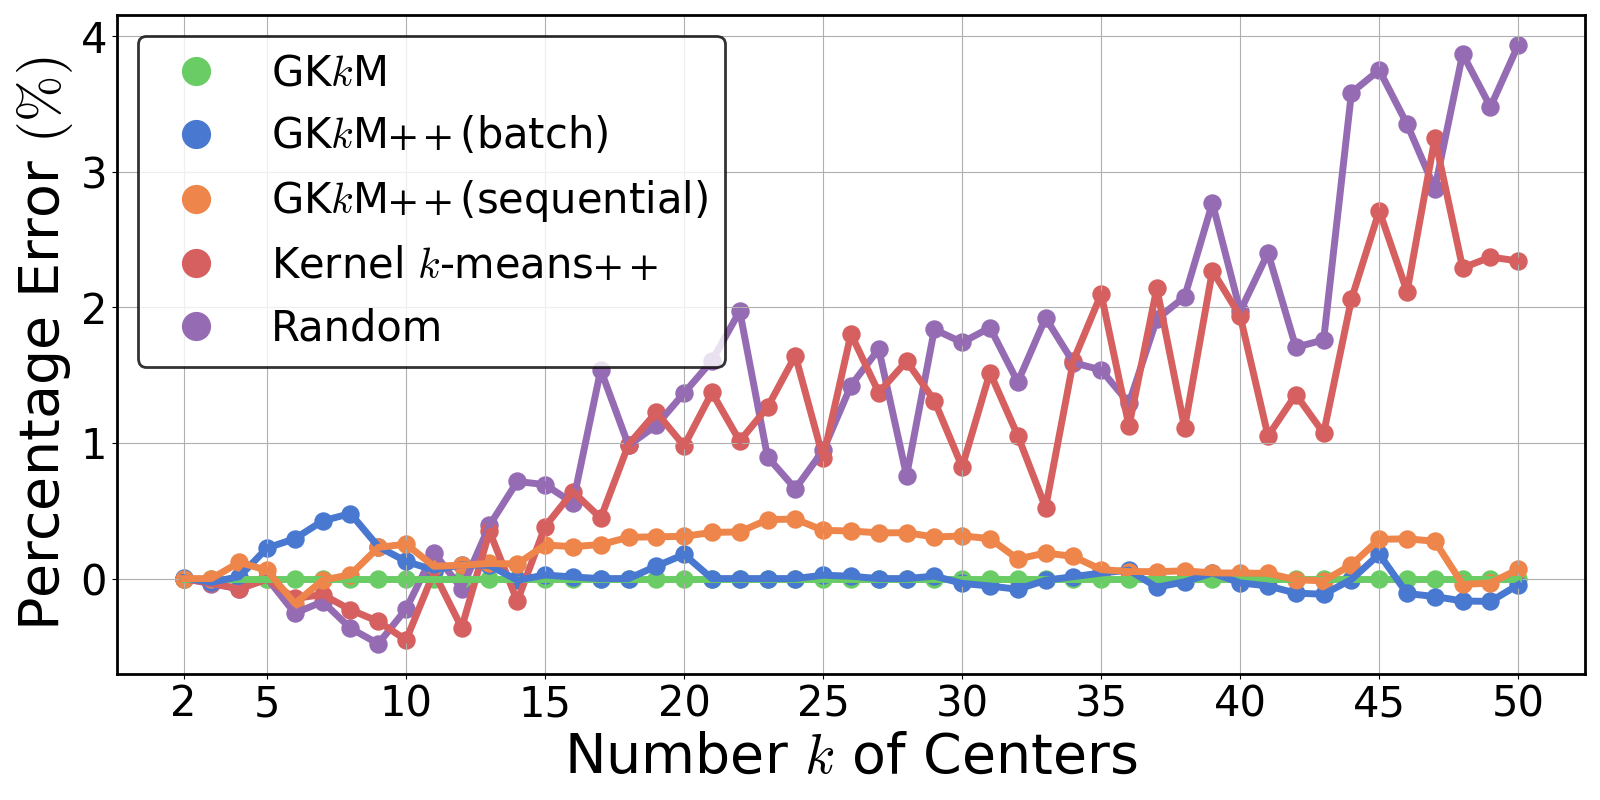 Percentage Error (%)
4
3
2
1
0
GKkM
GKkM++(batch)
GKkM++(sequential)
Kernel k-means++
Random
2 5 10 15 20 25 30 35 40 45 50
Number k of Centers